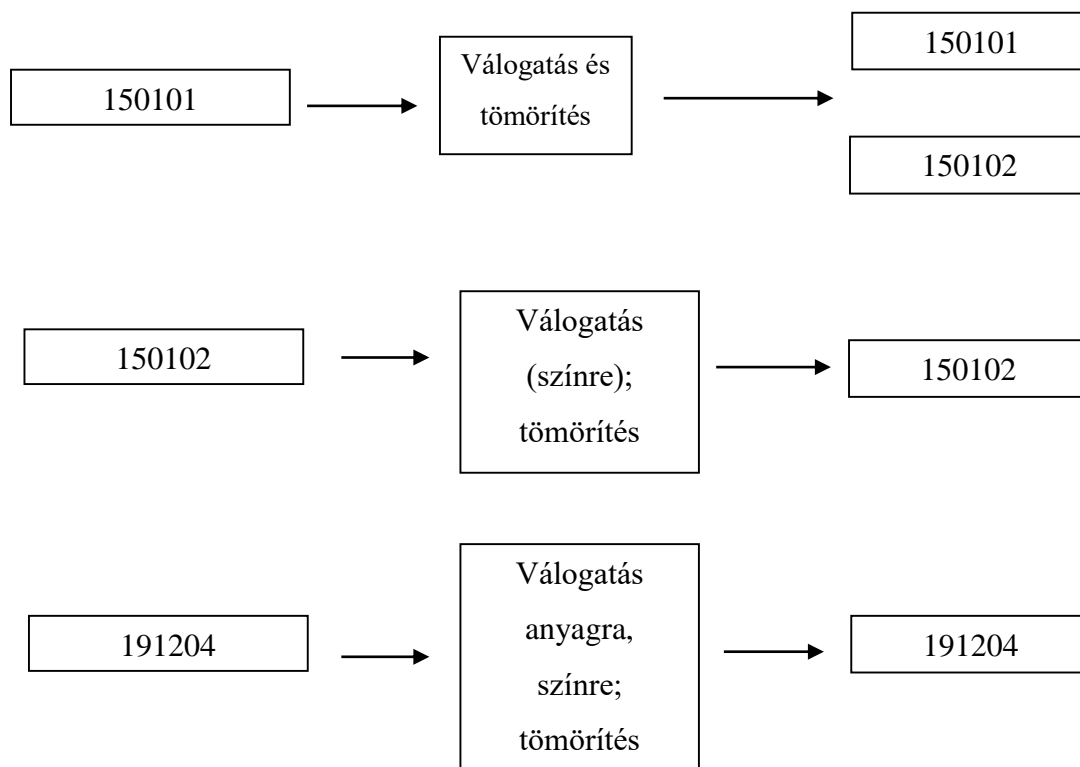 150101
Válogatás és
tömörítés
150101
150102
150102
Válogatás
(színre);
tömörítés
150102
191204
Válogatás
anyagra,
színre;
tömörítés
191204